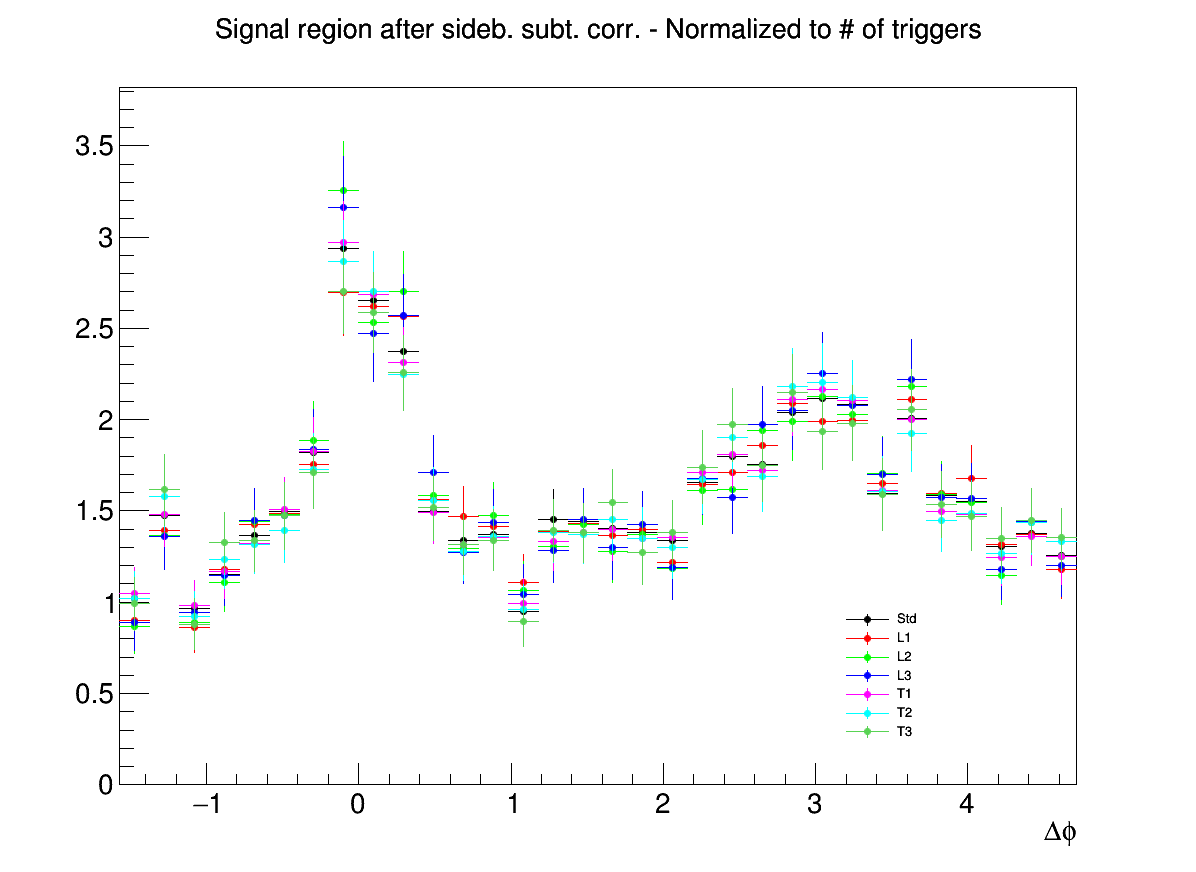 Signal region after sideb. subt. corr. - Normalized to # of triggers
3.5
3
2.5
2
1.5
1
0.5
0
−1 0 1 2 3 4
Δϕ
Std
L1
L2
L3
T1
T2
T3